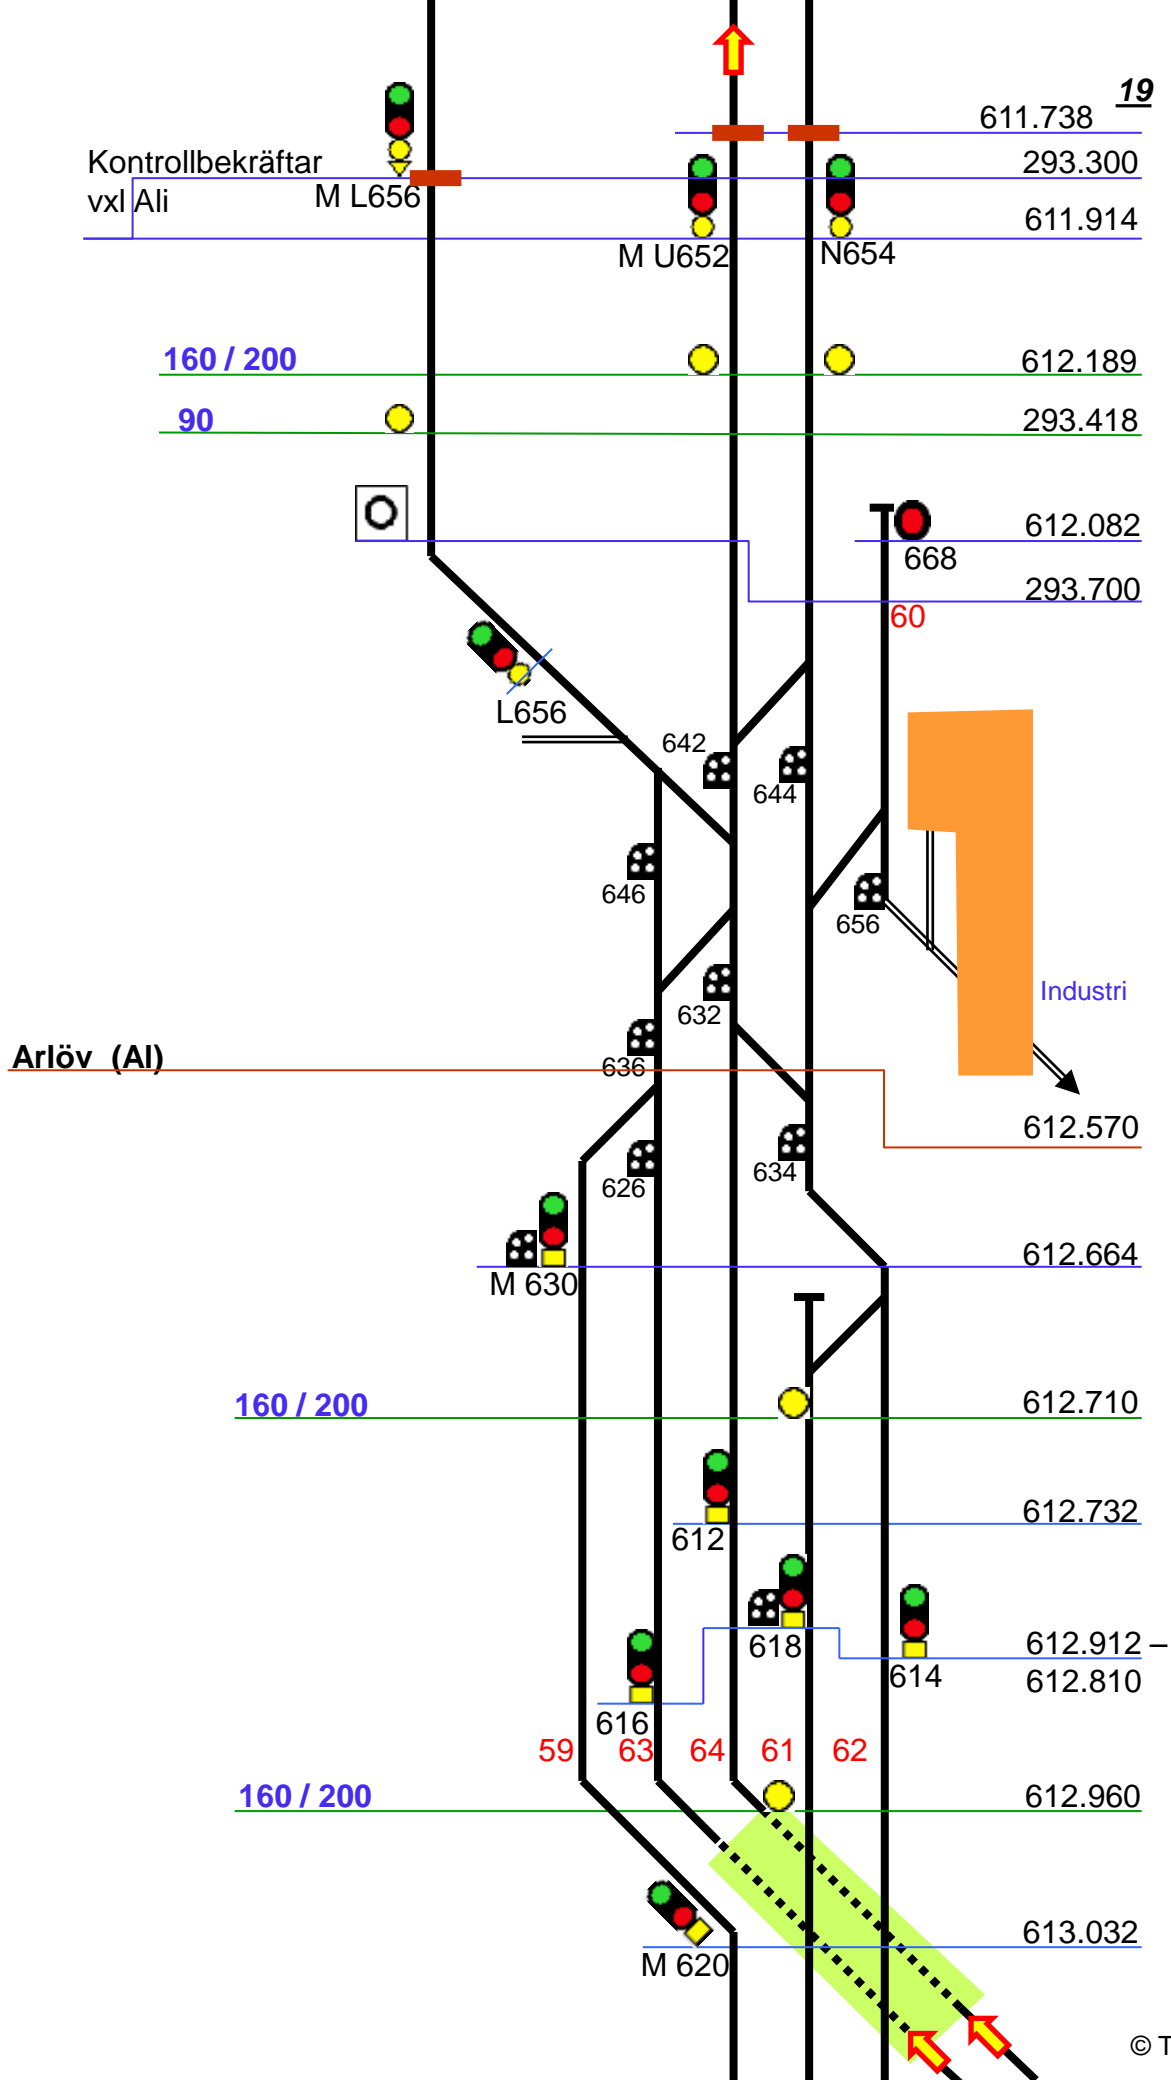 19
611.738
Kontrollbekräftar
293.300
vxl Ali
M L656
611.914
M U652
N654
160 / 200
612.189
90
293.418
612.082
668
293.700
60
L656
642
644
646
656
Industri
632
Arlöv (Al)
636
612.570
634
626
612.664
M 630
160 / 200
612.710
612.732
612
618
612.912 –
614
612.810
616
59
63
64
61
62
160 / 200
612.960
613.032
M 620
© T